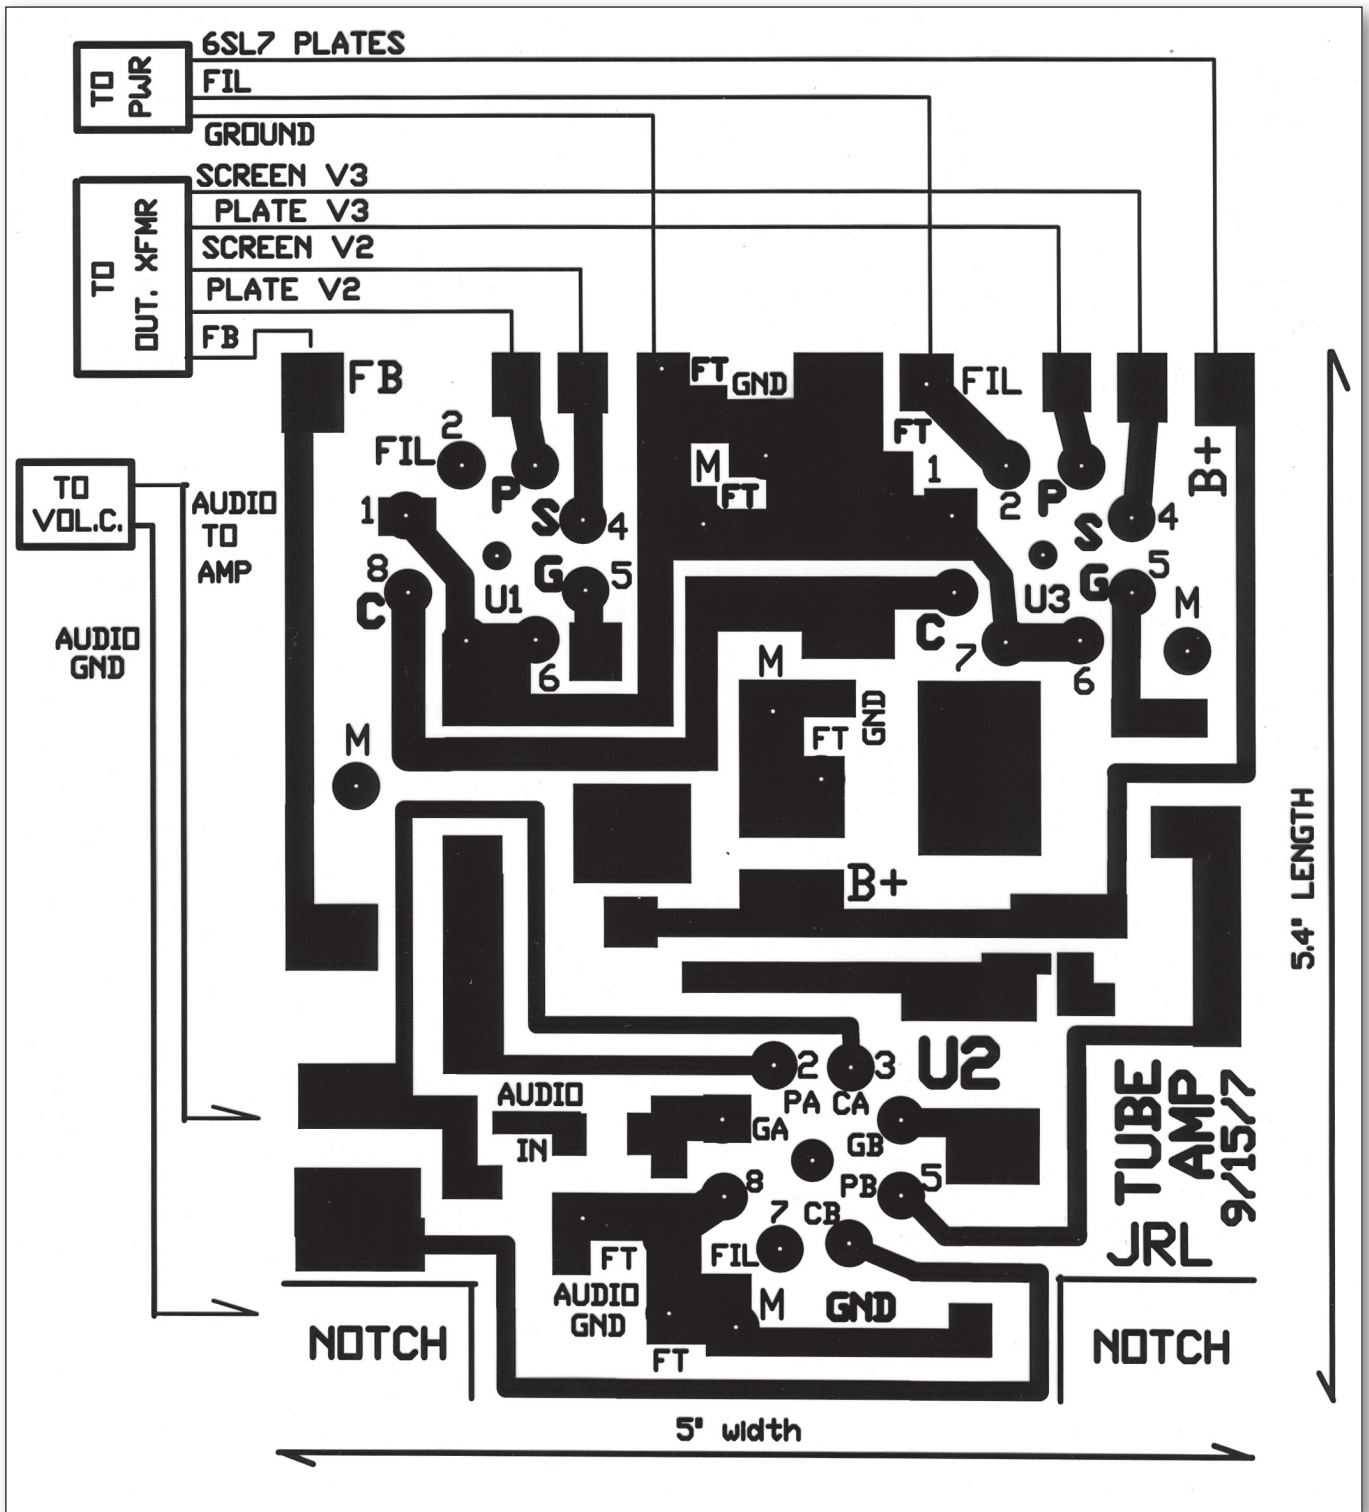 6SL7 PLATES
TO
PWR
FIL
GROUND
SCREEN V3
PLATE V3
TO
OUT. XFMR
SCREEN V2
PLATE V2
FB
FB
FT
GND
FIL
2
FIL
FT
1
B+
M
FT
P
2
P
1
S
4
S
4
TO
VOL.C.
AUDIO
TO
AMP
8
C
U1
G
5
U3
G
5
M
AUDIO
GND
C
7
6
6
M
GND
FT
M
B+
5.4" LENGTH
U2
2
3
PA
CA
AUDIO
IN
GA
GB
8
PB
5
7
CB
FT
FIL
AUDIO
GND
M
GND
FT
TUBE
AMP
9/15/7
JRL
NOTCH
NOTCH
5" width